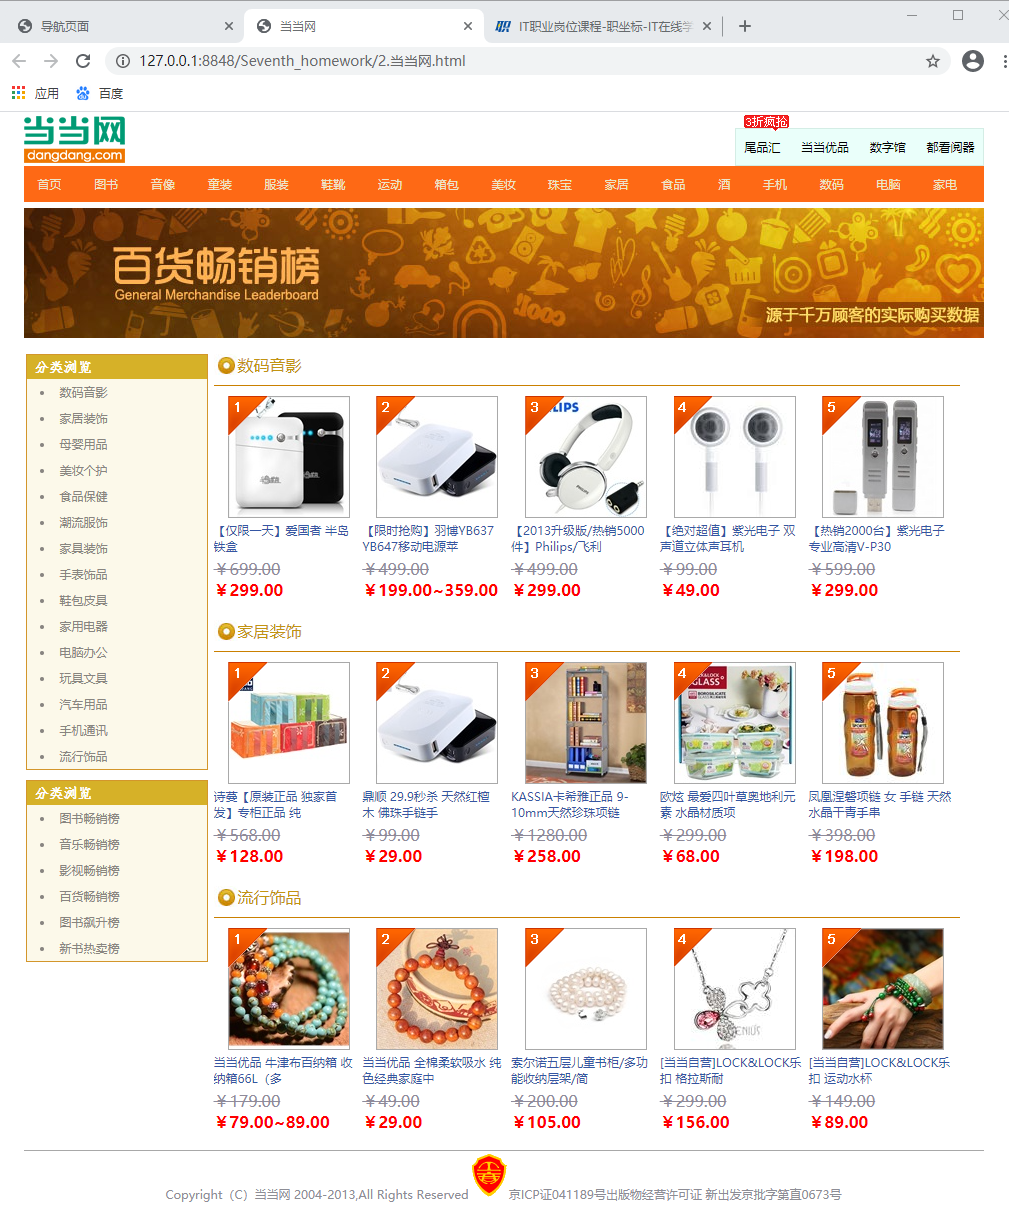 导航页面
当当网
IT职业岗位课程-职坐标-IT在线学
127.0.0.1:8848/Seventh_homework/2.当当网.html
应用 百度
当当网
dangdang.com
3折疯抢
尾品汇 当当优品 数字馆 都看阅器
首页 图书 音像 童装 服装 鞋靴 运动 箱包 美妆 珠宝 家居 食品 酒 手机 数码 电脑 家电
百货畅销榜
General Merchandise Leaderboard
源于千万顾客的实际购买数据
分类浏览
数码音影
家居装饰
母婴用品
美妆个护
食品保健
潮流服饰
家具装饰
手表饰品
鞋包皮具
家用电器
电脑办公
玩具文具
汽车用品
手机通讯
流行饰品
分类浏览
图书畅销榜
音乐畅销榜
影视畅销榜
百货畅销榜
图书飙升榜
新书热卖榜
数码音影
1
【仅限一天】爱国者 半岛
铁盒
￥699.00
￥299.00
2
【限时抢购】羽博YB637
YB647移动电源苹
￥499.00
￥199.00~359.00
3
LIPS
PHILIPS
【2013升级版/热销5000
件】Philips/飞利
￥499.00
￥299.00
4
【绝对超值】紫光电子 双
声道立体声耳机
￥99.00
￥49.00
5
【热销2000台】紫光电子
专业高清V-P30
￥599.00
￥299.00
家居装饰
1
诗蔓【原装正品 独家首
发】专柜正品 纯
￥568.00
￥128.00
2
鼎顺 29.9秒杀 天然红檀
木 佛珠手链手
￥99.00
￥29.00
3
KASSIA卡希雅正品 9-
10mm天然珍珠项链
￥1280.00
￥258.00
4
LOCK&LOCK
GLASS
BOROSILICATE
欧炫 最爱四叶草奥地利元
素 水晶材质项
￥299.00
￥68.00
5
SPORTS
SPORTS
凤凰涅磐项链 女 手链 天然
水晶干青手串
￥398.00
￥198.00
流行饰品
1
当当优品 牛津布百纳箱 收
纳箱66L（多
￥179.00
￥79.00~89.00
2
当当优品 全棉柔软吸水 纯
色经典家庭中
￥49.00
￥29.00
3
索尔诺五层儿童书柜/多功
能收纳层架/简
￥200.00
￥105.00
4
GENIUS
[当当自营]LOCK&LOCK乐
扣 格拉斯耐
￥299.00
￥156.00
5
[当当自营]LOCK&LOCK乐
扣 运动水杯
￥149.00
￥89.00
Copyright（C）当当网 2004-2013,All Rights Reserved 京ICP证041189号出版物经营许可证 新出发京批字第直0673号